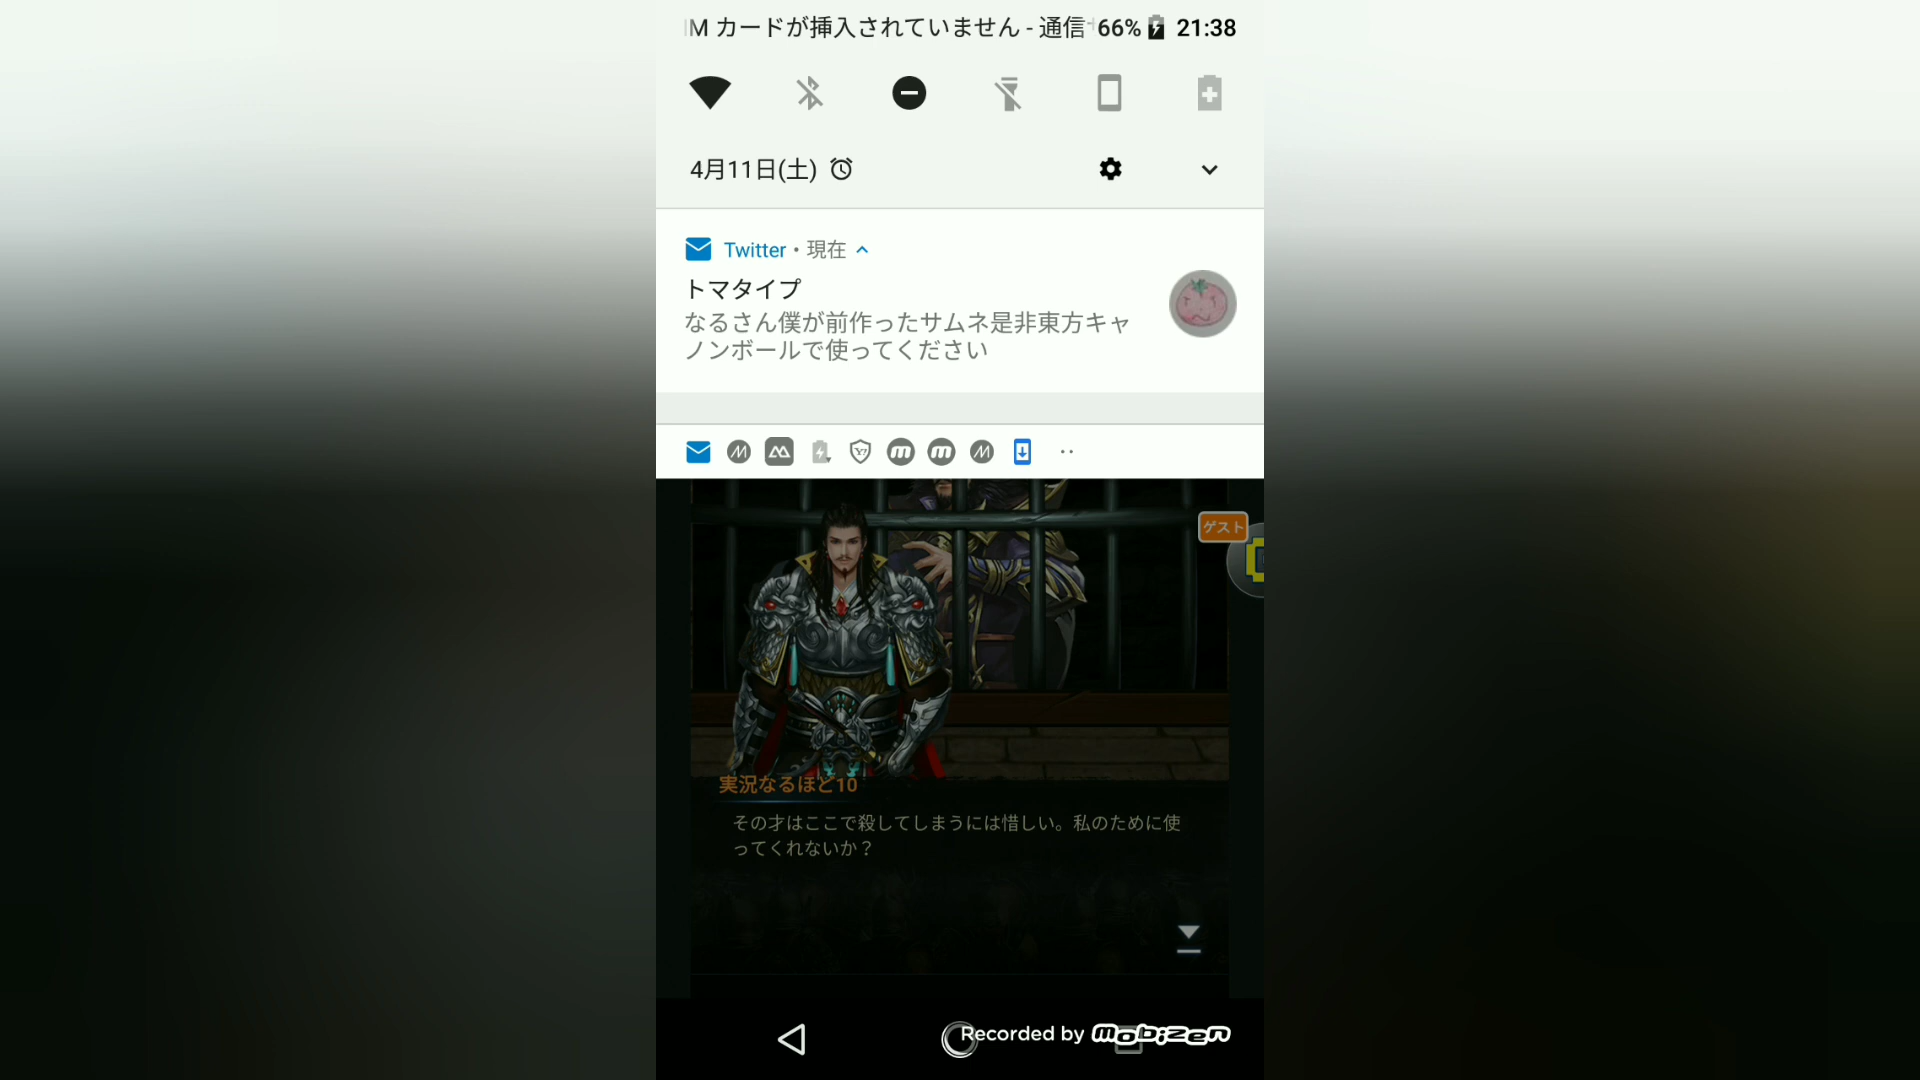 IM カードが挿入されていません - 通信 66% 21:38
4月11日(土)
Twitter • 現在
トマタイプ
なるさん僕が前作ったサムネ是非東方キャ
ノンボールで使ってください
ゲスト
実況なるほど10
その才はここで殺してしまうには惜しい。私のために使
ってくれないか？
Recorded by mobizen